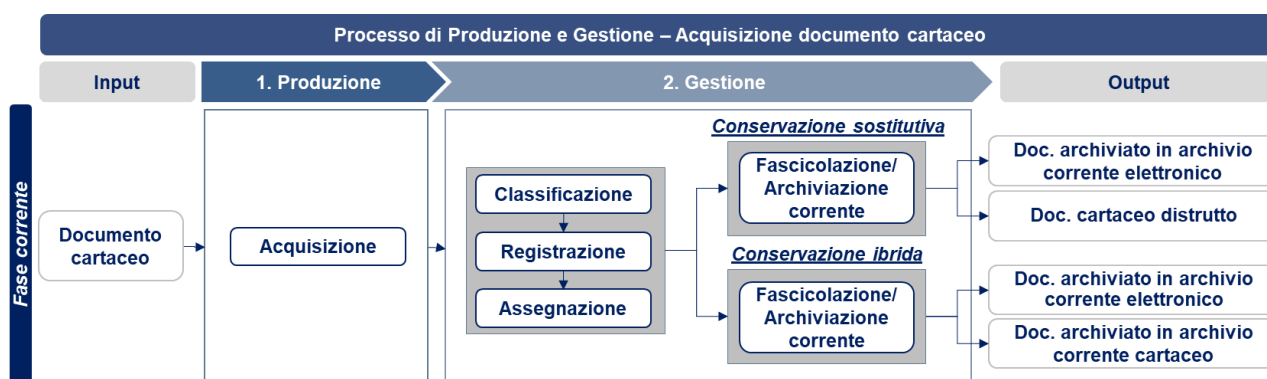 Processo di Produzione e Gestione – Acquisizione documento cartaceo
Input
1. Produzione
2. Gestione
Output
Fase corrente
Documento
cartaceo
Acquisizione
Classificazione
Registrazione
Assegnazione
Conservazione sostitutiva
Fascicolazione/
Archiviazione
corrente
Conservazione ibrida
Fascicolazione/
Archiviazione
corrente
Doc. archiviato in archivio
corrente elettronico
Doc. cartaceo distrutto
Doc. archiviato in archivio
corrente elettronico
Doc. archiviato in archivio
corrente cartaceo